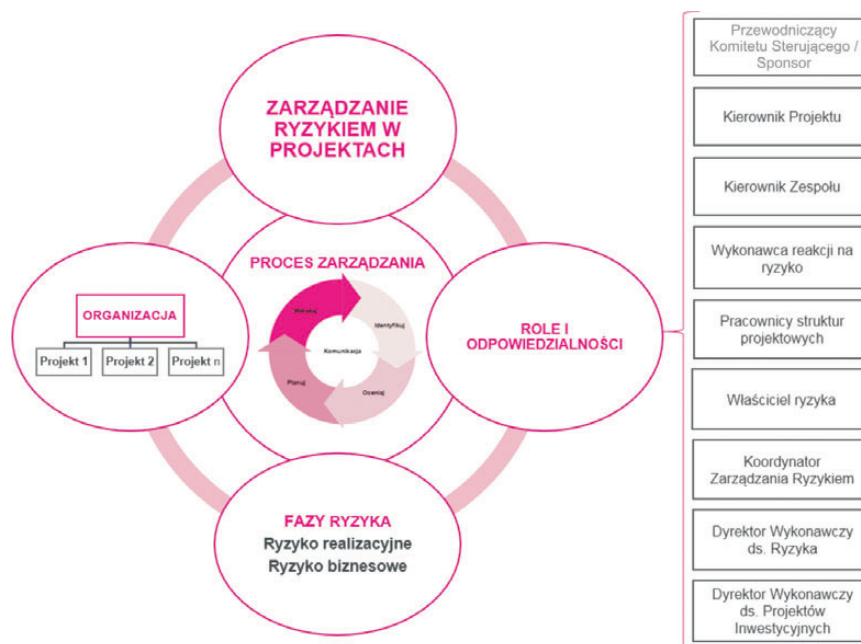 ZARZĄDZANIE
RYZYKIEM W
PROJEKTACH
ORGANIZACJA
Projekt 1
Projekt 2
Projekt n
PROCES ZARZĄDZANIA
Wdrażaj
Identyfikuj
Komunikacja
Planuj
Oceniaj
ROLE I
ODPOWIEDZIALNOŚCI
FAZY RYZYKA
Ryzyko realizacyjne
Ryzyko biznesowe
Przewodniczący
Komitetu Sterującego /
Sponsor
Kierownik Projektu
Kierownik Zespołu
Wykonawca reakcji na
ryzyko
Pracownicy struktur
projektowych
Właściciel ryzyka
Koordynator
Zarządzania Ryzykiem
Dyrektor Wykonawczy
ds. Ryzyka
Dyrektor Wykonawczy
ds. Projektów
Inwestycyjnych